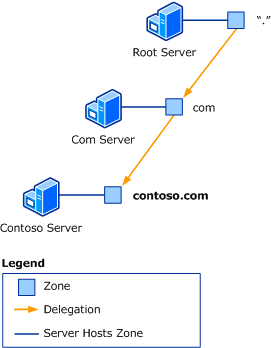 Root Server
“.”
com
Com Server
contoso.com
Contoso Server
Legend
Zone
Delegation
Server Hosts Zone